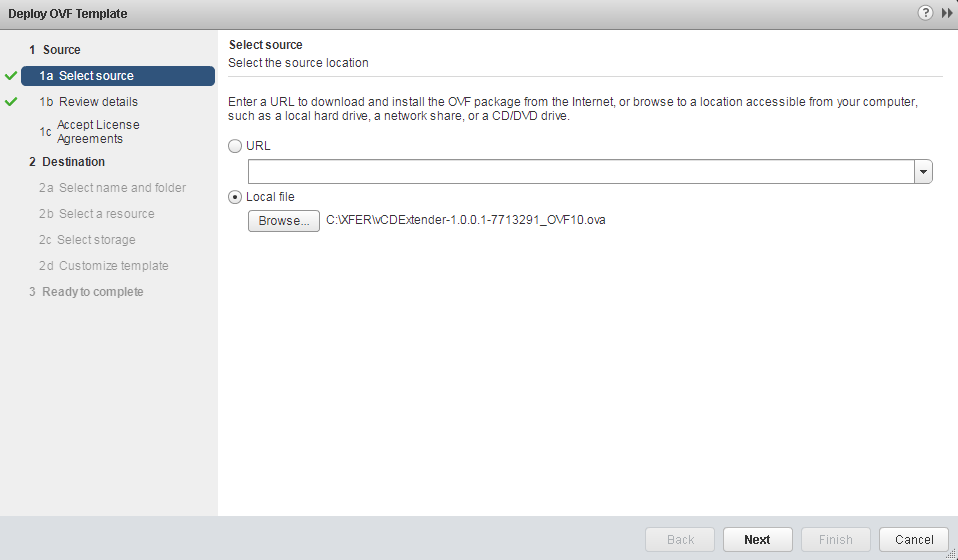 Deploy OVF Template
?
1 Source
1a Select source
1b Review details
1c Accept License
Agreements
2 Destination
2a Select name and folder
2b Select a resource
2c Select storage
2d Customize template
3 Ready to complete
Select source
Select the source location
Enter a URL to download and install the OVF package from the Internet, or browse to a location accessible from your computer,
such as a local hard drive, a network share, or a CD/DVD drive.
URL
Local file
Browse... C:\XFER\vCDExtender-1.0.0.1-7713291_OVF10.ova
Back Next Finish Cancel